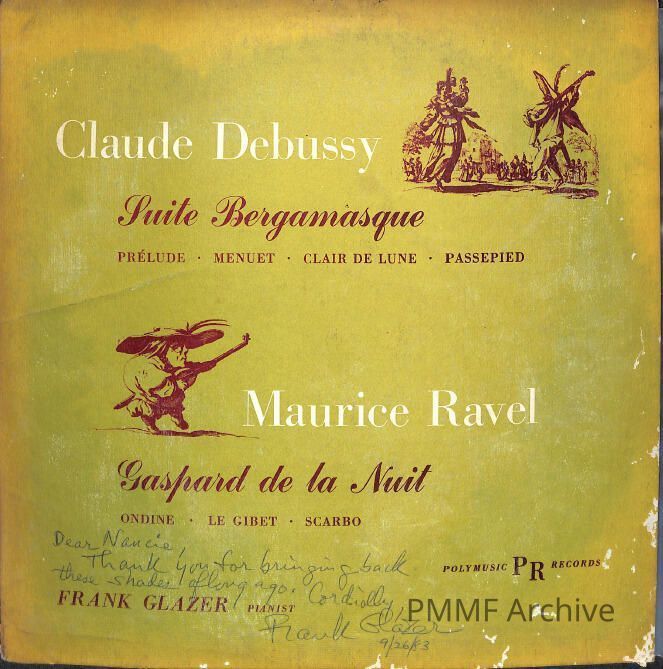 Claude Debussy
Suite Bergamasque
PRÉLUDE · MENUET · CLAIR DE LUNE · PASSEPIED
Maurice Ravel
Gaspard de la Nuit
ONDINE · LE GIBET · SCARBO
Dear Nancie,
Thank you for bringing back
these shades of long ago. Cordially,
POLYMUSIC PR RECORDS
FRANK GLAZER PIANIST
Frank Glazer
9/26/83
PMMF Archive